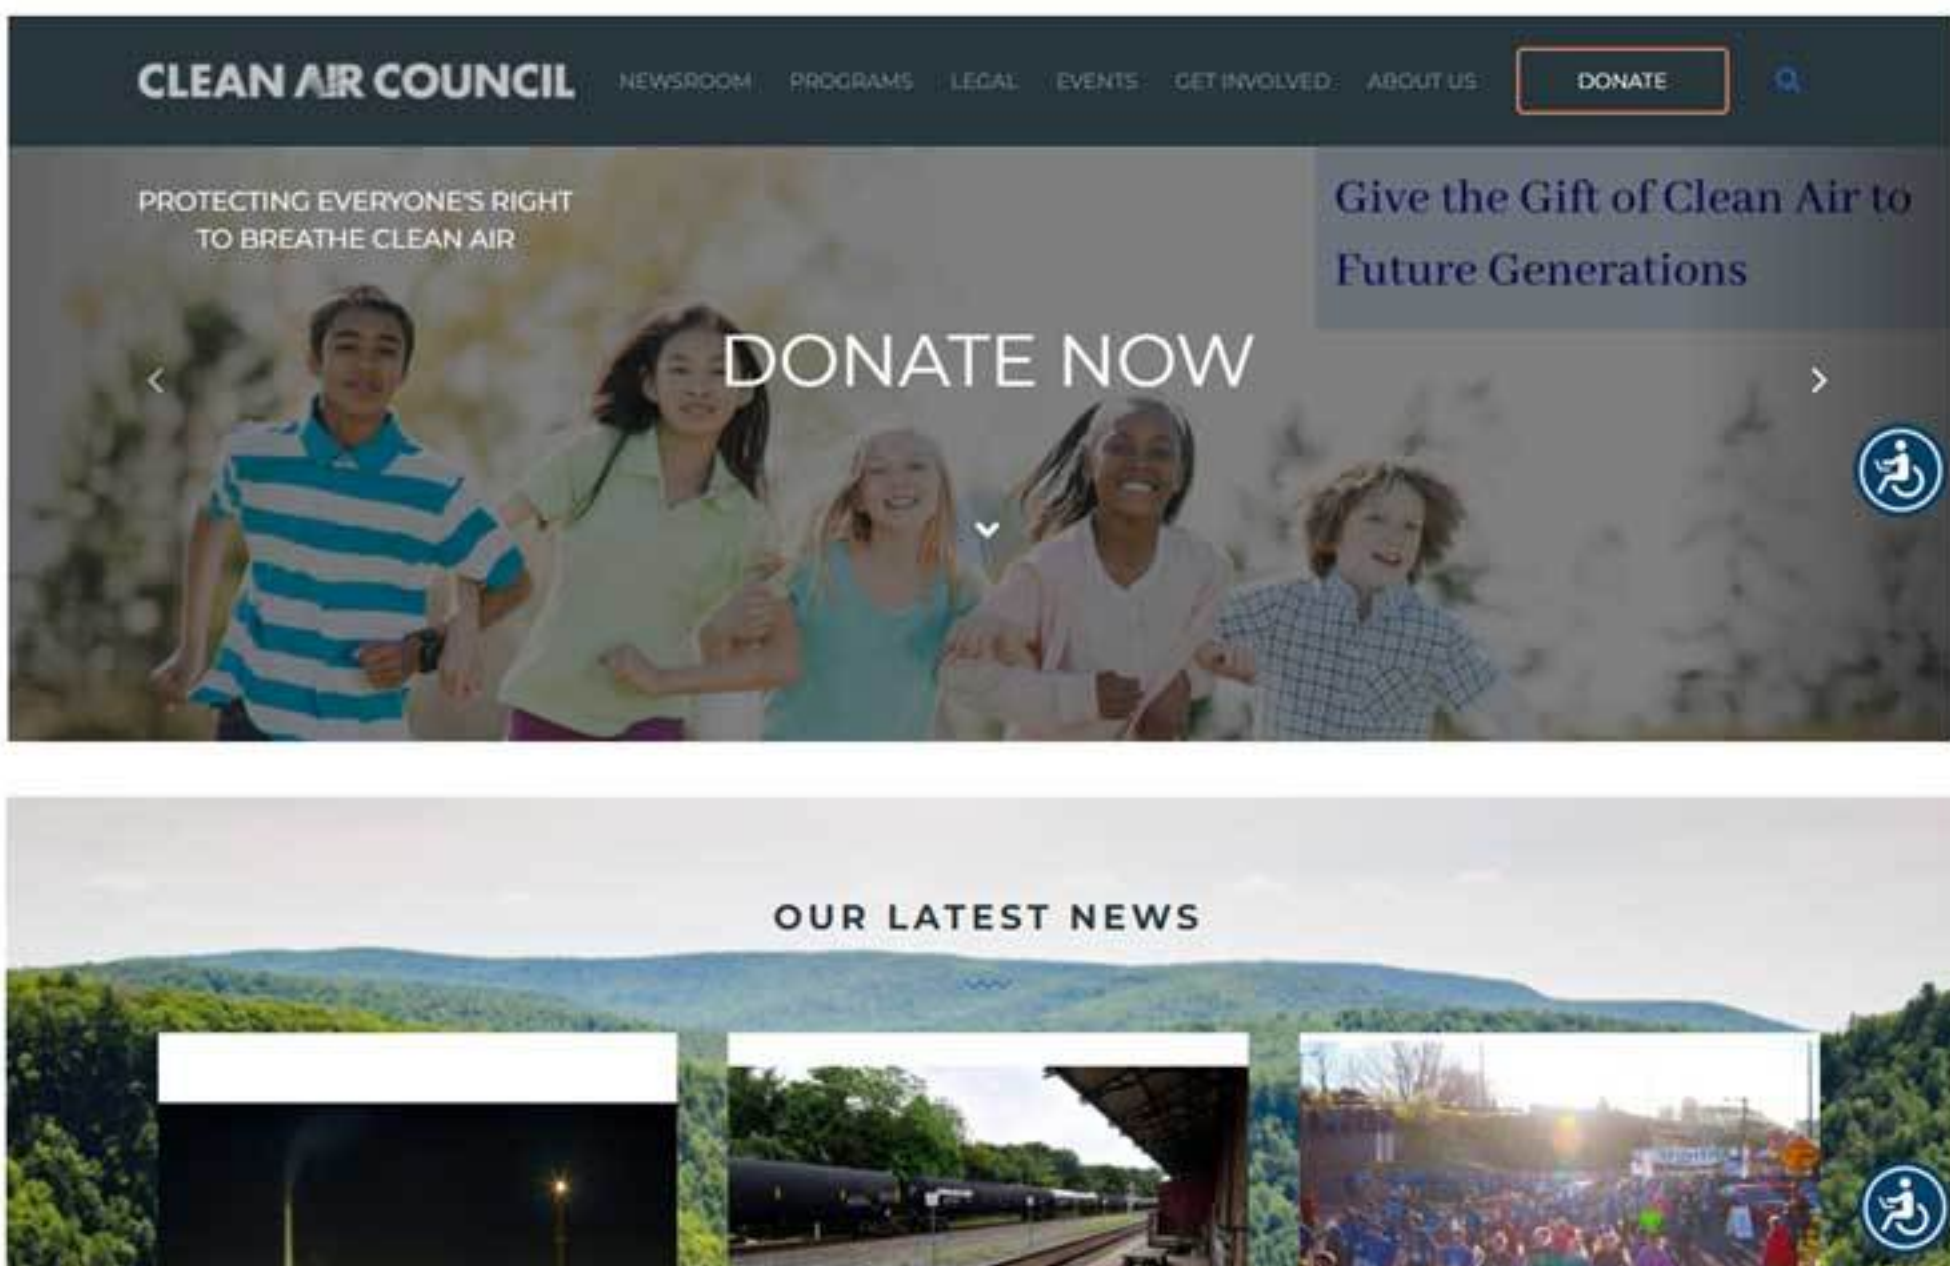 CLEAN AIR COUNCIL NEWSROOM PROGRAMS LEGAL EVENTS GET INVOLVED ABOUT US DONATE
PROTECTING EVERYONE'S RIGHT
TO BREATHE CLEAN AIR
Give the Gift of Clean Air to
Future Generations
DONATE NOW
OUR LATEST NEWS